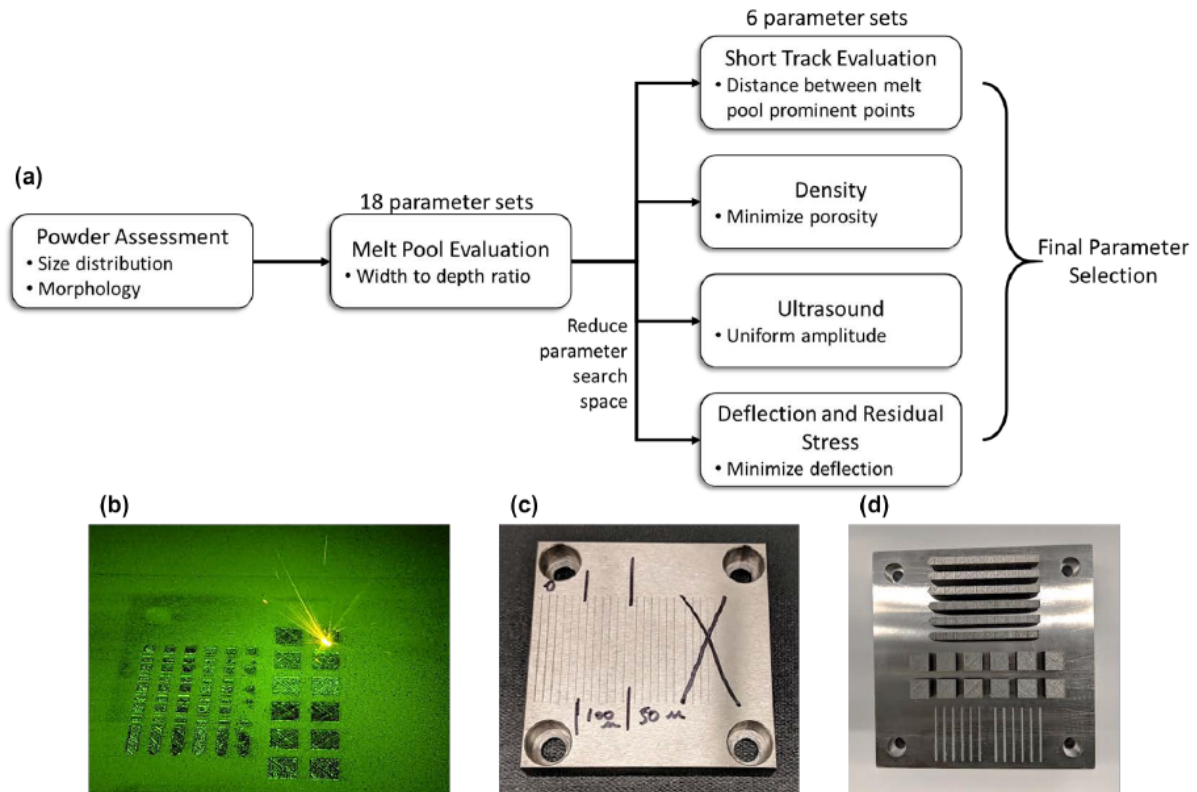 6 parameter sets
Short Track Evaluation
• Distance between melt
pool prominent points
(a)
18 parameter sets
Powder Assessment
• Size distribution
• Morphology
Melt Pool Evaluation
• Width to depth ratio
Density
• Minimize porosity
Final Parameter
Selection
Reduce
parameter
search
space
Ultrasound
• Uniform amplitude
Deflection and Residual
Stress
• Minimize deflection
(b)
(c)
(d)
100
50